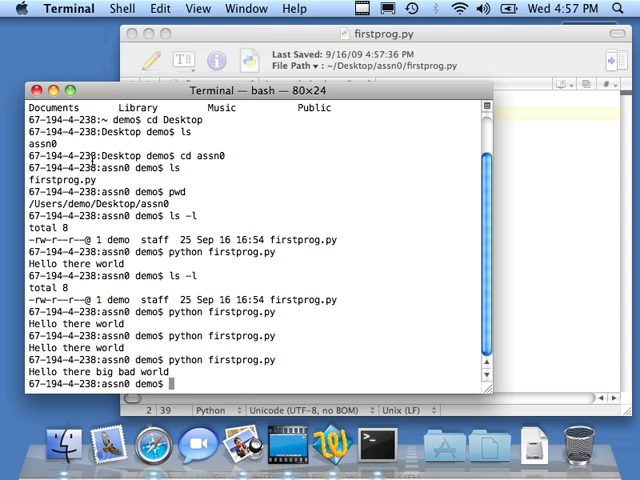 Terminal Shell Edit View Window Help Wed 4:57 PM
firstprog.py
Last Saved: 9/16/09 4:57:36 PM
File Path ▾ : ~/Desktop/assn0/firstprog.py
Terminal — bash — 80×24
Documents Library Music Public
67-194-4-238:~ demo$ cd Desktop
67-194-4-238:Desktop demo$ ls
assn0
67-194-4-238:Desktop demo$ cd assn0
67-194-4-238:assn0 demo$ ls
firstprog.py
67-194-4-238:assn0 demo$ pwd
/Users/demo/Desktop/assn0
67-194-4-238:assn0 demo$ ls -l
total 8
-rw-r--r--@ 1 demo staff 25 Sep 16 16:54 firstprog.py
67-194-4-238:assn0 demo$ python firstprog.py
Hello there world
67-194-4-238:assn0 demo$ ls -l
total 8
-rw-r--r--@ 1 demo staff 25 Sep 16 16:54 firstprog.py
67-194-4-238:assn0 demo$ python firstprog.py
Hello there world
67-194-4-238:assn0 demo$ python firstprog.py
Hello there world
67-194-4-238:assn0 demo$ python firstprog.py
Hello there big bad world
67-194-4-238:assn0 demo$
2 39 Python Unicode (UTF-8, no BOM) Unix (LF)